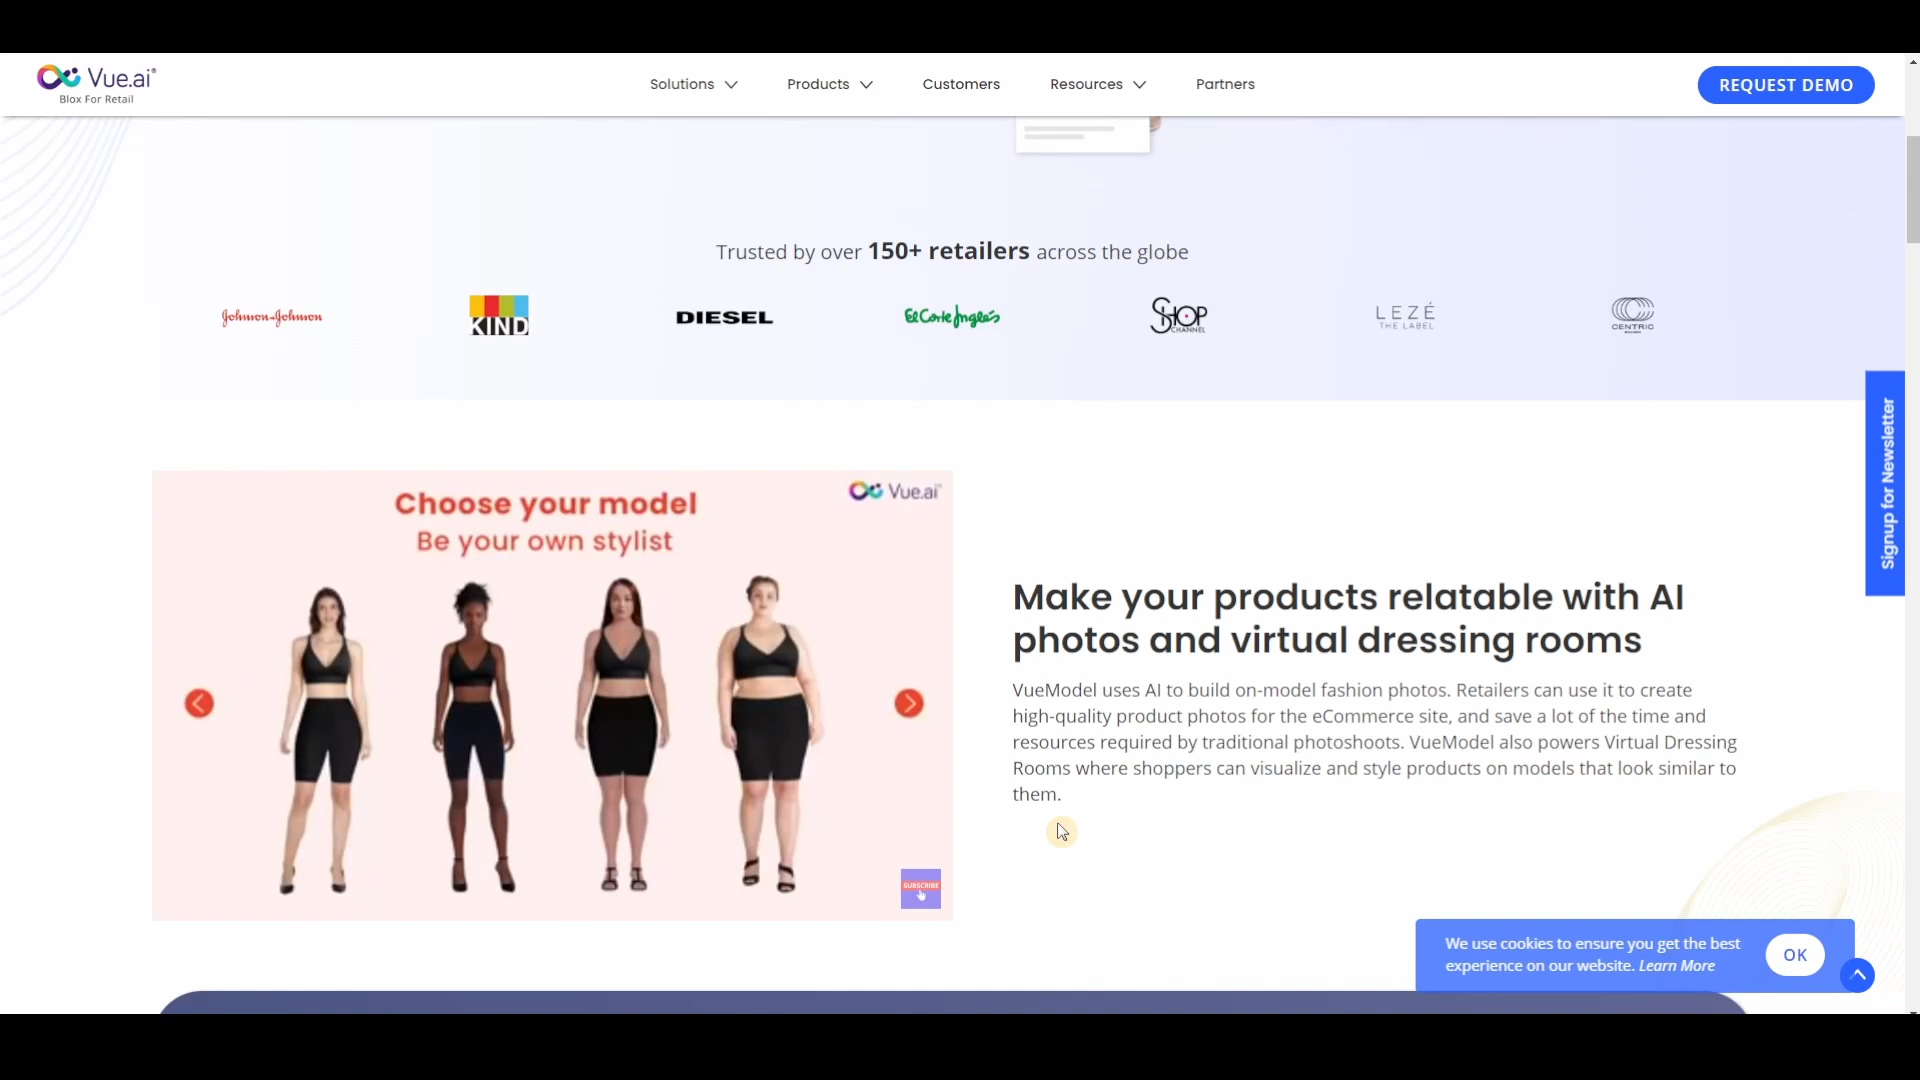 Vue.ai
Blox For Retail
Solutions
Products
Customers
Resources
Partners
REQUEST DEMO
Trusted by over 150+ retailers across the globe
Johnson&Johnson
KIND
DIESEL
El Corte Inglés
SHOP
CHANNEL
LEZÉ
THE LABEL
CENTRIC
BRANDS
Signup for Newsletter
Choose your model
Be your own stylist
Vue.ai
SUBSCRIBE
Make your products relatable with AI
photos and virtual dressing rooms
VueModel uses AI to build on-model fashion photos. Retailers can use it to create
high-quality product photos for the eCommerce site, and save a lot of the time and
resources required by traditional photoshoots. VueModel also powers Virtual Dressing
Rooms where shoppers can visualize and style products on models that look similar to
them.
We use cookies to ensure you get the best
experience on our website. Learn More
OK